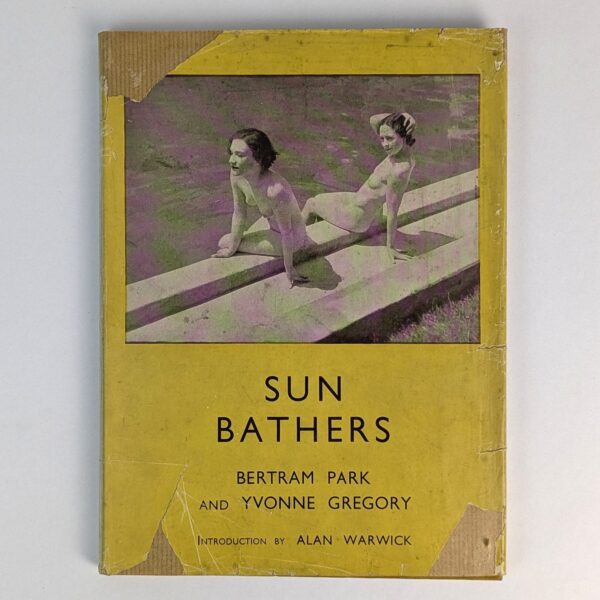 SUN
BATHERS
BERTRAM PARK
AND YVONNE GREGORY
INTRODUCTION BY ALAN WARWICK